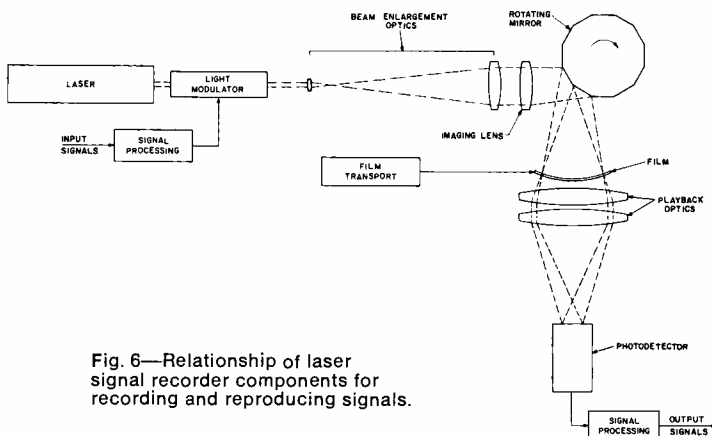 BEAM ENLARGEMENT
OPTICS
ROTATING
MIRROR
LASER
LIGHT
MODULATOR
IMAGING LENS
INPUT
SIGNALS
SIGNAL
PROCESSING
FILM
TRANSPORT
FILM
PLAYBACK
OPTICS
PHOTODETECTOR
Fig. 6—Relationship of laser
signal recorder components for
recording and reproducing signals.
SIGNAL
PROCESSING
OUTPUT
SIGNALS